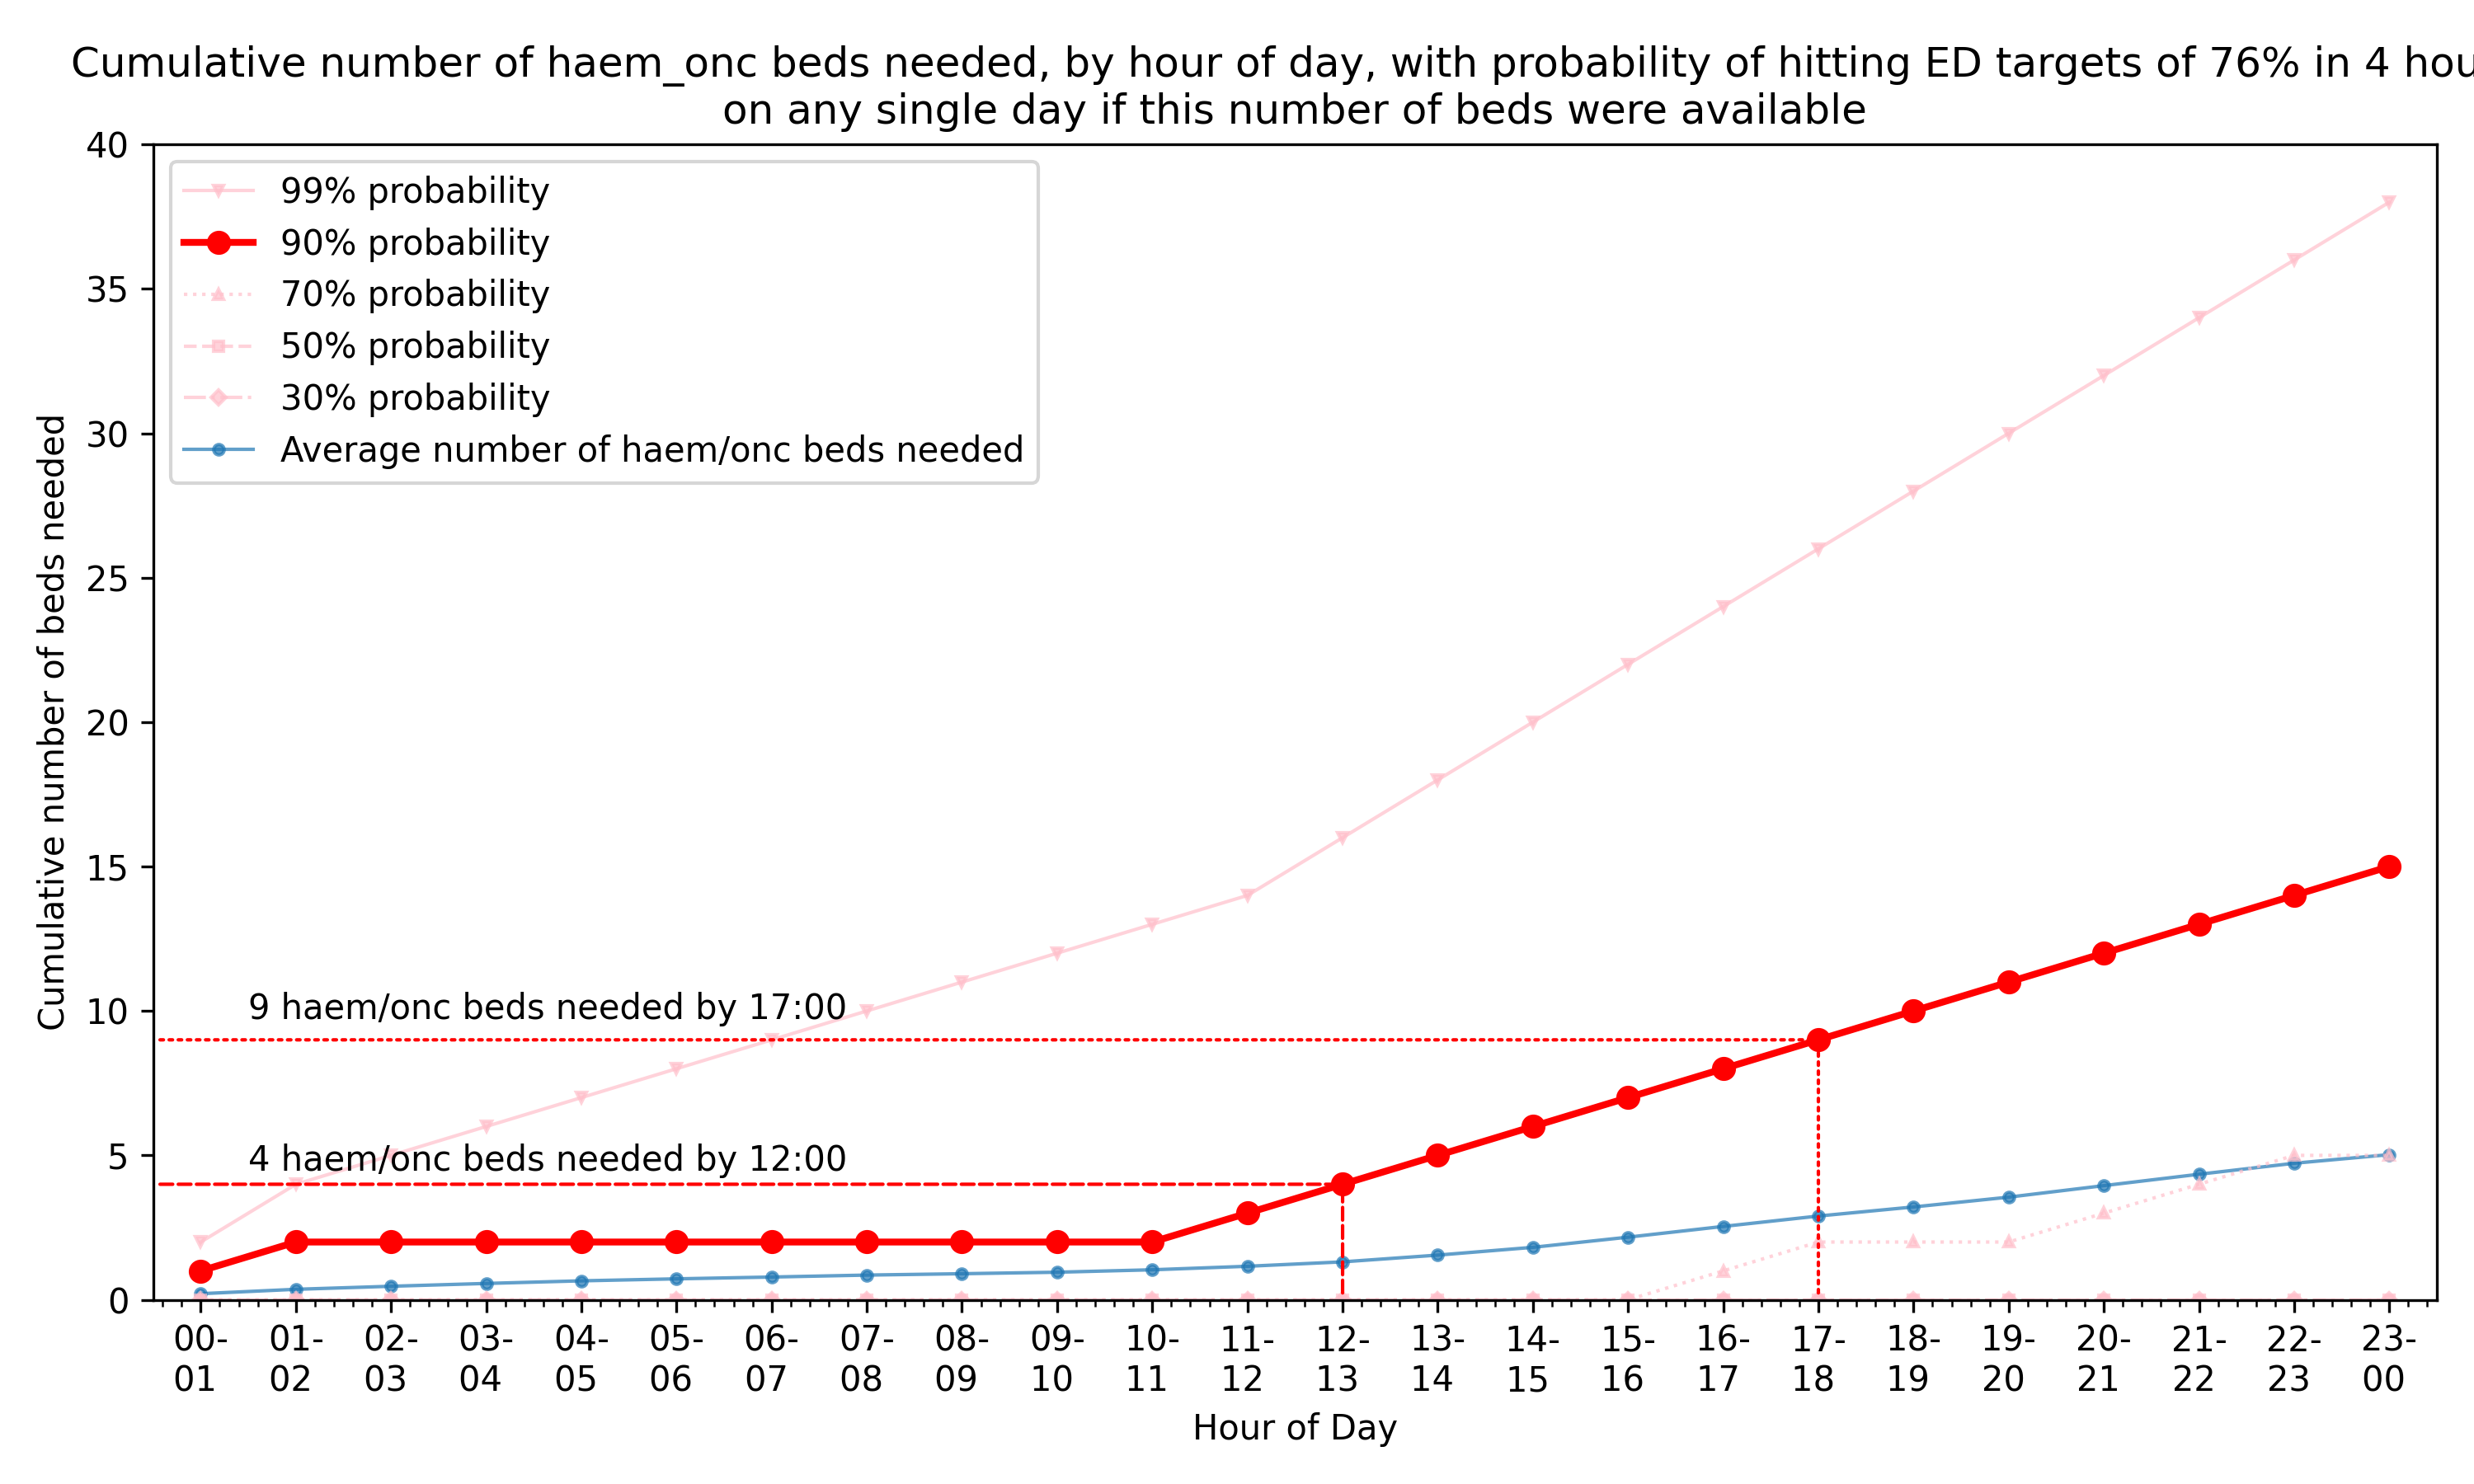 Cumulative number of haem_onc beds needed, by hour of day, with probability of hitting ED targets of 76% in 4 hou
on any single day if this number of beds were available
40
35
30
25
20
15
10
5
0
Cumulative number of beds needed
99% probability
90% probability
70% probability
50% probability
30% probability
Average number of haem/onc beds needed
9 haem/onc beds needed by 17:00
4 haem/onc beds needed by 12:00
00- 01- 02- 03- 04- 05- 06- 07- 08- 09- 10- 11- 12- 13- 14- 15- 16- 17- 18- 19- 20- 21- 22- 23-
01 02 03 04 05 06 07 08 09 10 11 12 13 14 15 16 17 18 19 20 21 22 23 00
Hour of Day